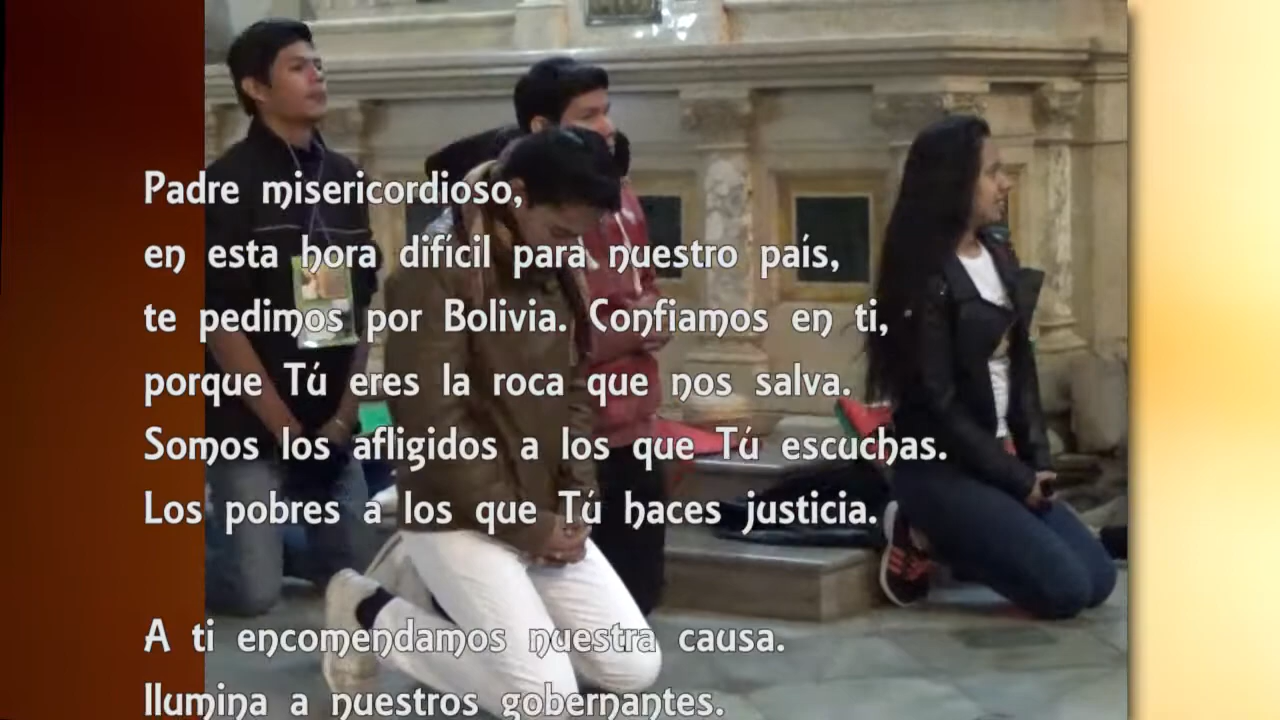 Padre misericordioso,
en esta hora difícil para nuestro país,
te pedimos por Bolivia. Confiamos en ti,
porque Tú eres la roca que nos salva.
Somos los afligidos a los que Tú escuchas.
Los pobres a los que Tú haces justicia.
A ti encomendamos nuestra causa.
Ilumina a nuestros gobernantes.